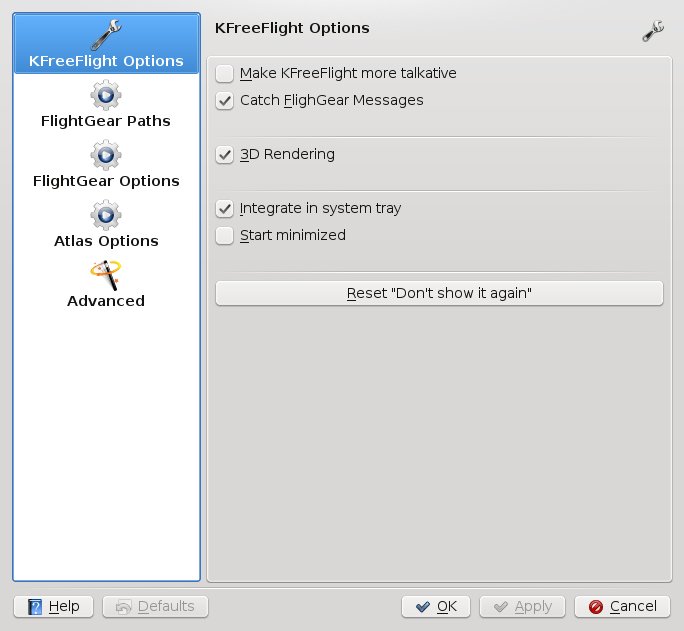 KFreeFlight Options
FlightGear Paths
FlightGear Options
Atlas Options
Advanced
KFreeFlight Options
Make KFreeFlight more talkative
Catch FlighGear Messages
3D Rendering
Integrate in system tray
Start minimized
Reset "Don't show it again"
Help
Defaults
OK
Apply
Cancel